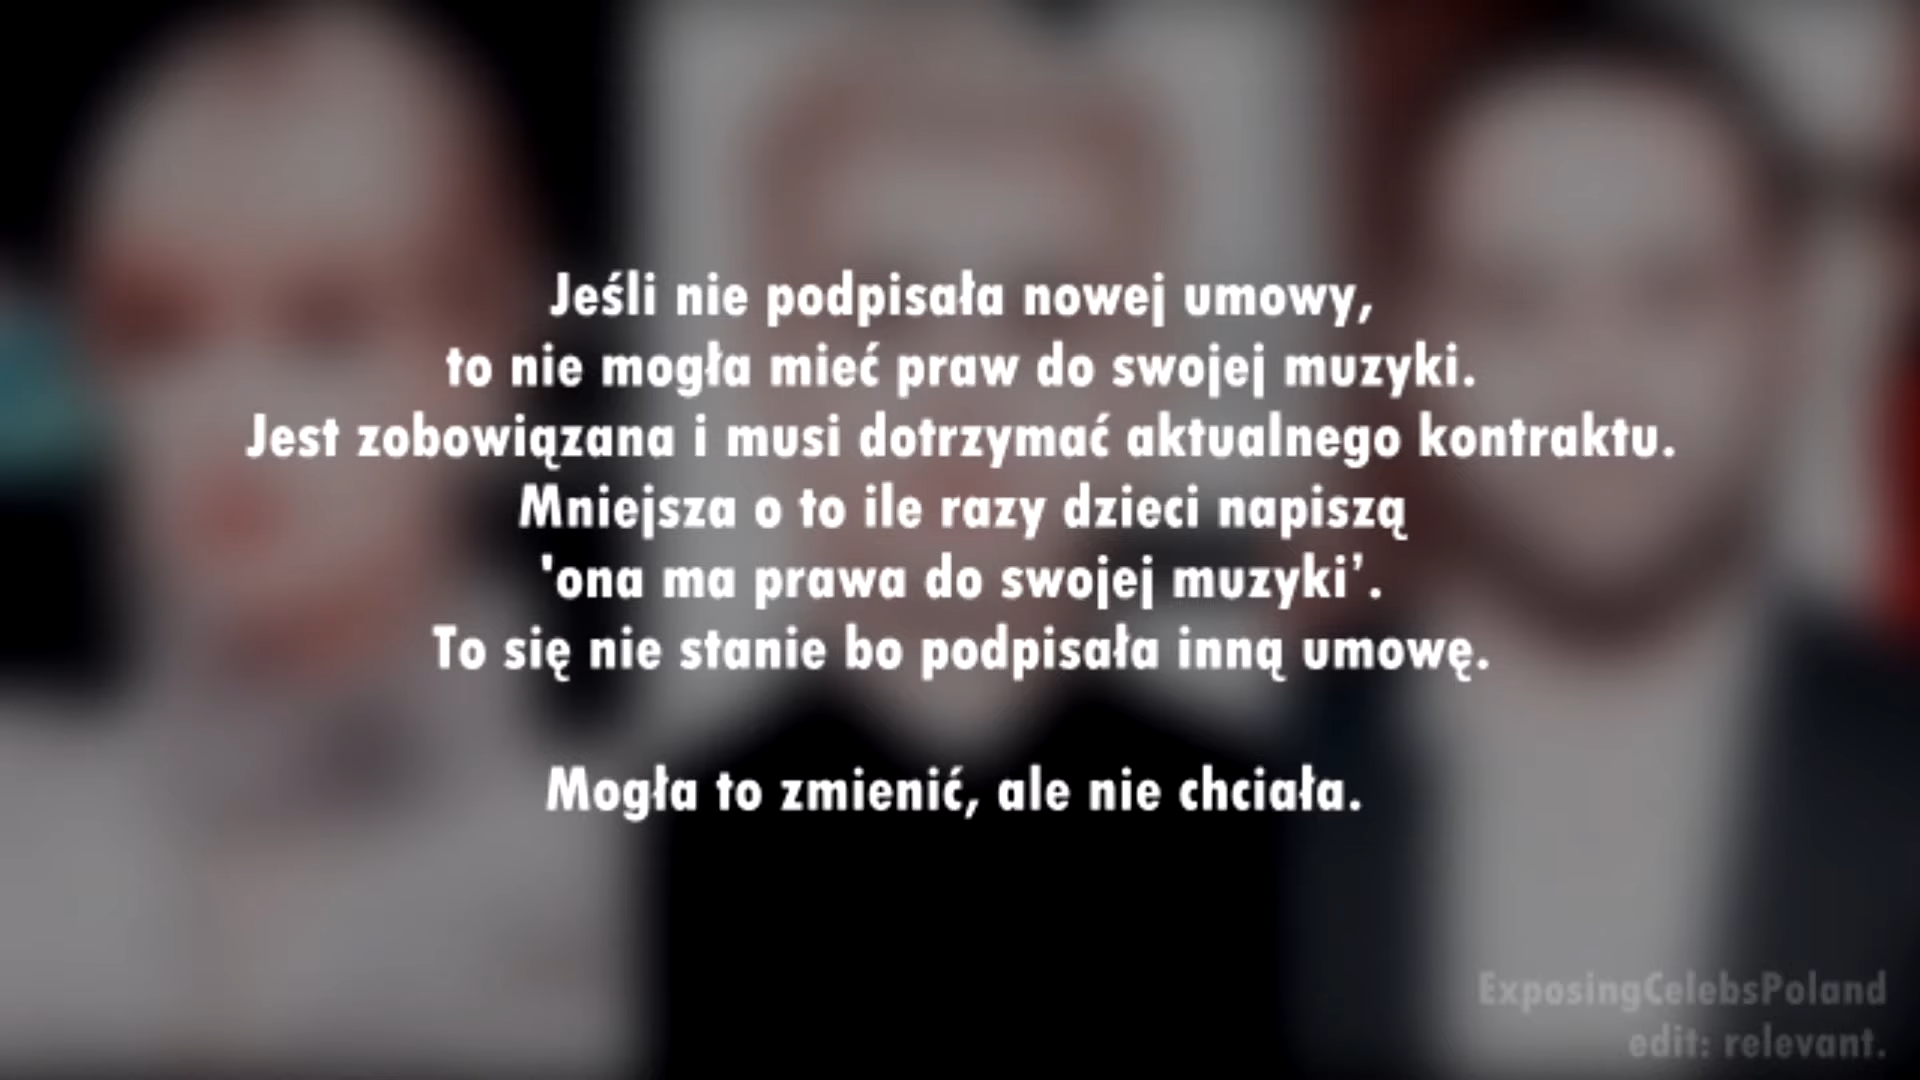 Jeśli nie podpisała nowej umowy,
to nie mogła mieć praw do swojej muzyki.
Jest zobowiązana i musi dotrzymać aktualnego kontraktu.
Mniejsza o to ile razy dzieci napiszą
'ona ma prawa do swojej muzyki’.
To się nie stanie bo podpisała inną umowę.
Mogła to zmienić, ale nie chciała.
ExposingCelebsPoland
edit: relevant.